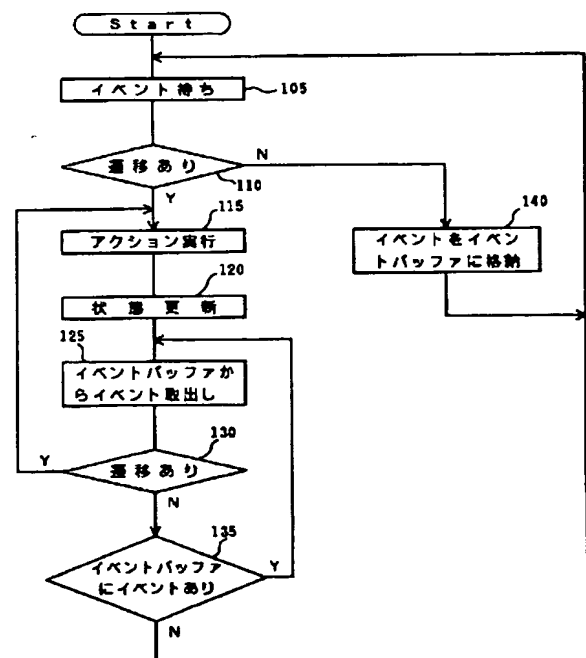 Start
イベント待ち
105
遷移あり
N
110
Y
115
アクション実行
140
イベントをイベン
トバッファに格納
120
状態更新
125
イベントバッファか
らイベント取出し
130
Y
遷移あり
N
135
イベントバッファ
にイベントあり
Y
N